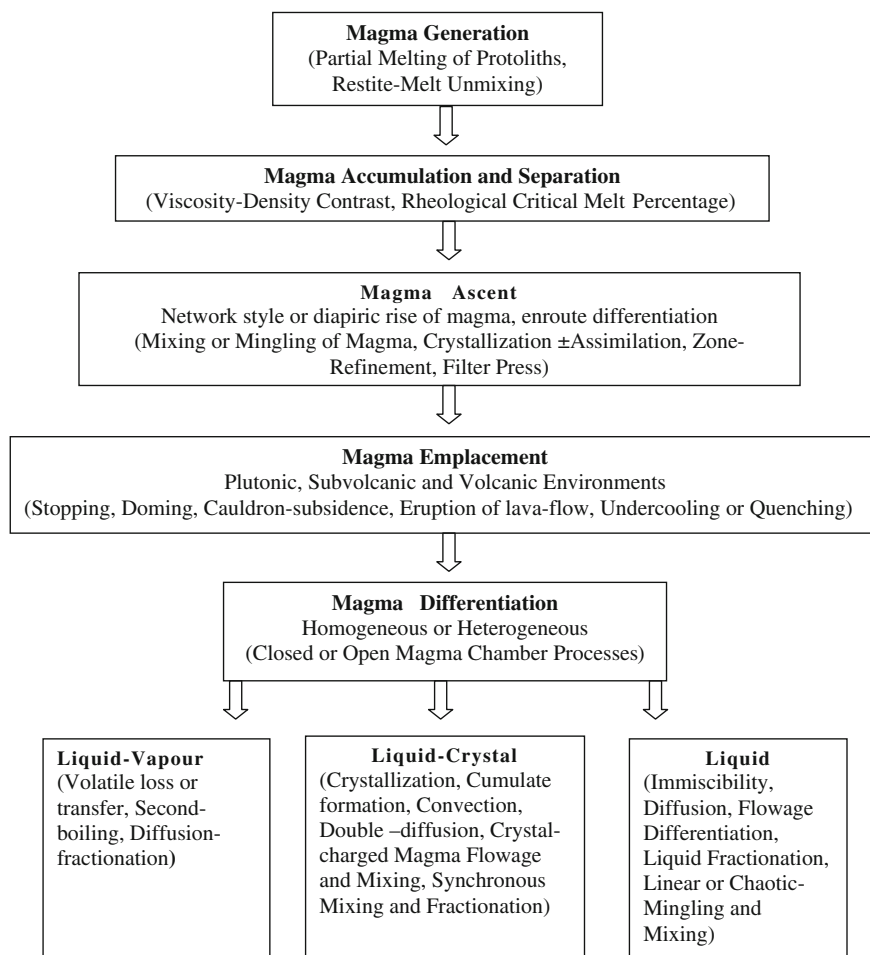 Magma Generation
(Partial Melting of Protoliths,
Restite-Melt Unmixing)
Magma Accumulation and Separation
(Viscosity-Density Contrast, Rheological Critical Melt Percentage)
Magma Ascent
Network style or diapiric rise of magma, enroute differentiation
(Mixing or Mingling of Magma, Crystallization ±Assimilation, Zone-
Refinement, Filter Press)
Magma Emplacement
Plutonic, Subvolcanic and Volcanic Environments
(Stopping, Doming, Cauldron-subsidence, Eruption of lava-flow, Undercooling or Quenching)
Magma Differentiation
Homogeneous or Heterogeneous
(Closed or Open Magma Chamber Processes)
Liquid-Vapour
(Volatile loss or
transfer, Second-
boiling, Diffusion-
fractionation)
Liquid-Crystal
(Crystallization, Cumulate
formation, Convection,
Double –diffusion, Crystal-
charged Magma Flowage
and Mixing, Synchronous
Mixing and Fractionation)
Liquid
(Immiscibility,
Diffusion, Flowage
Differentiation,
Liquid Fractionation,
Linear or Chaotic-
Mingling and
Mixing)